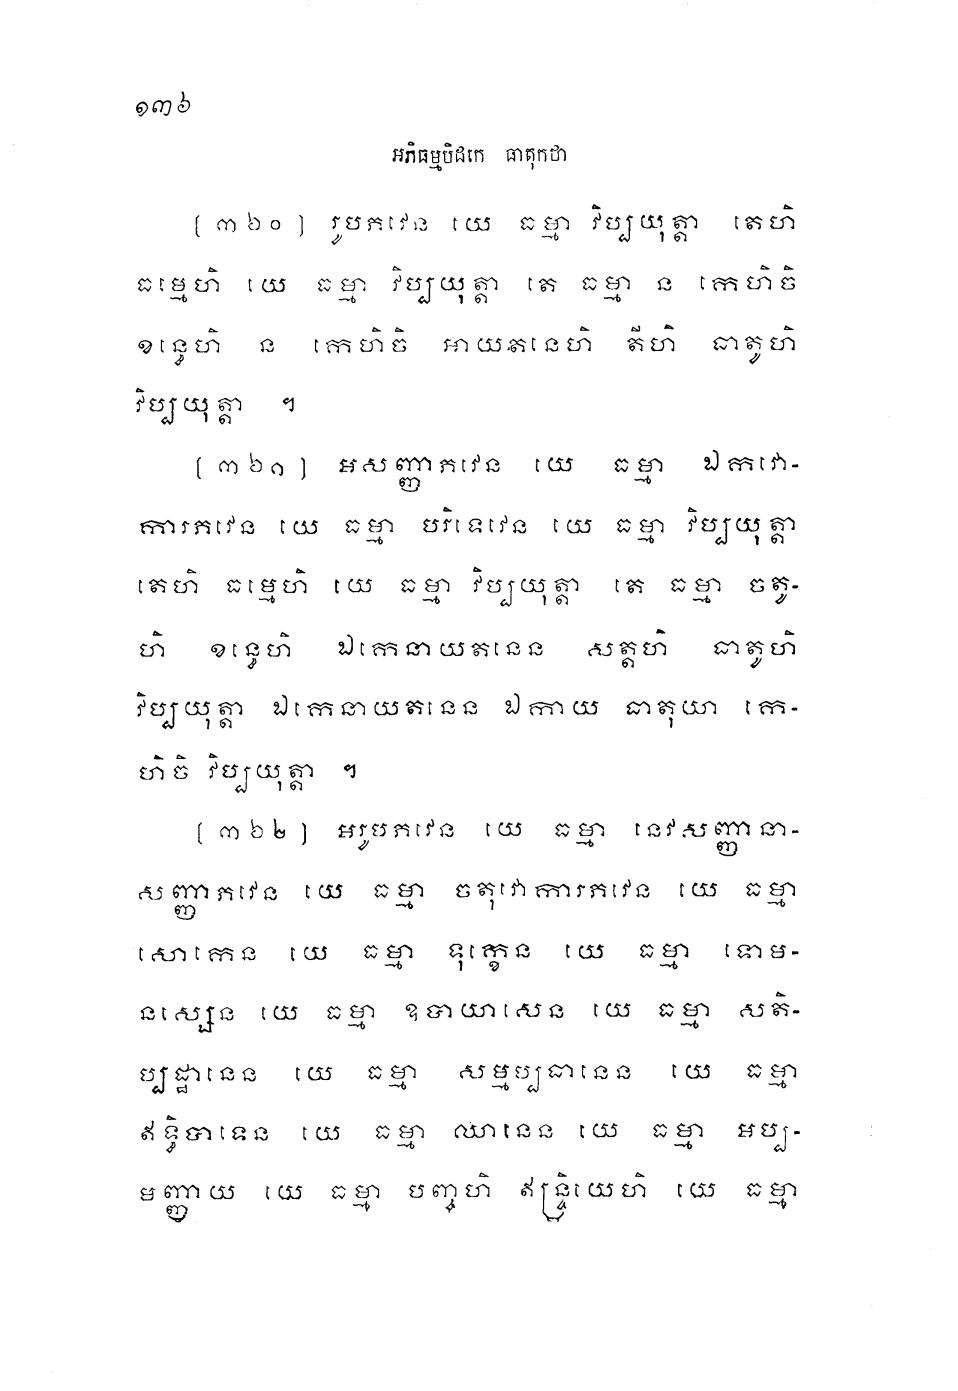 ១៣៦
អភិធម្មបិដកេ ធាតុកថា
[៣៦០] រូបភវេន យេ ធម្មា វិប្បយុត្តា តេហិ
ធម្មេហិ យេ ធម្មា វិប្បយុត្តា តេ ធម្មា ន កេហិចិ
ខន្ធេហិ ន កេហិចិ អាយតនេហិ តីហិ ធាតូហិ
វិប្បយុត្តា ។
[៣៦១] អសញ្ញាភវេន យេ ធម្មា ឯកវោ-
ការភវេន យេ ធម្មា បរិទេវេន យេ ធម្មា វិប្បយុត្តា
តេហិ ធម្មេហិ យេ ធម្មា វិប្បយុត្តា តេ ធម្មា ចតូ-
ហិ ខន្ធេហិ ឯកេនាយតនេន សត្តហិ ធាតូហិ
វិប្បយុត្តា ឯកេនាយតនេន ឯកាយ ធាតុយា កេ-
ហិចិ វិប្បយុត្តា ។
[៣៦២] អរូបភវេន យេ ធម្មា នេវសញ្ញានា-
សញ្ញាភវេន យេ ធម្មា ចតុវោការភវេន យេ ធម្មា
សោកេន យេ ធម្មា ទុក្ខេន យេ ធម្មា ទោម-
នស្សេន យេ ធម្មា ឧបាយាសេន យេ ធម្មា សតិ-
ប្បដ្ឋានេន យេ ធម្មា សម្មប្បធានេន យេ ធម្មា
ឥទ្ធិបាទេន យេ ធម្មា ឈានេន យេ ធម្មា អប្ប-
មញ្ញាយ យេ ធម្មា បញ្ចហិ ឥន្ទ្រិយេហិ យេ ធម្មា